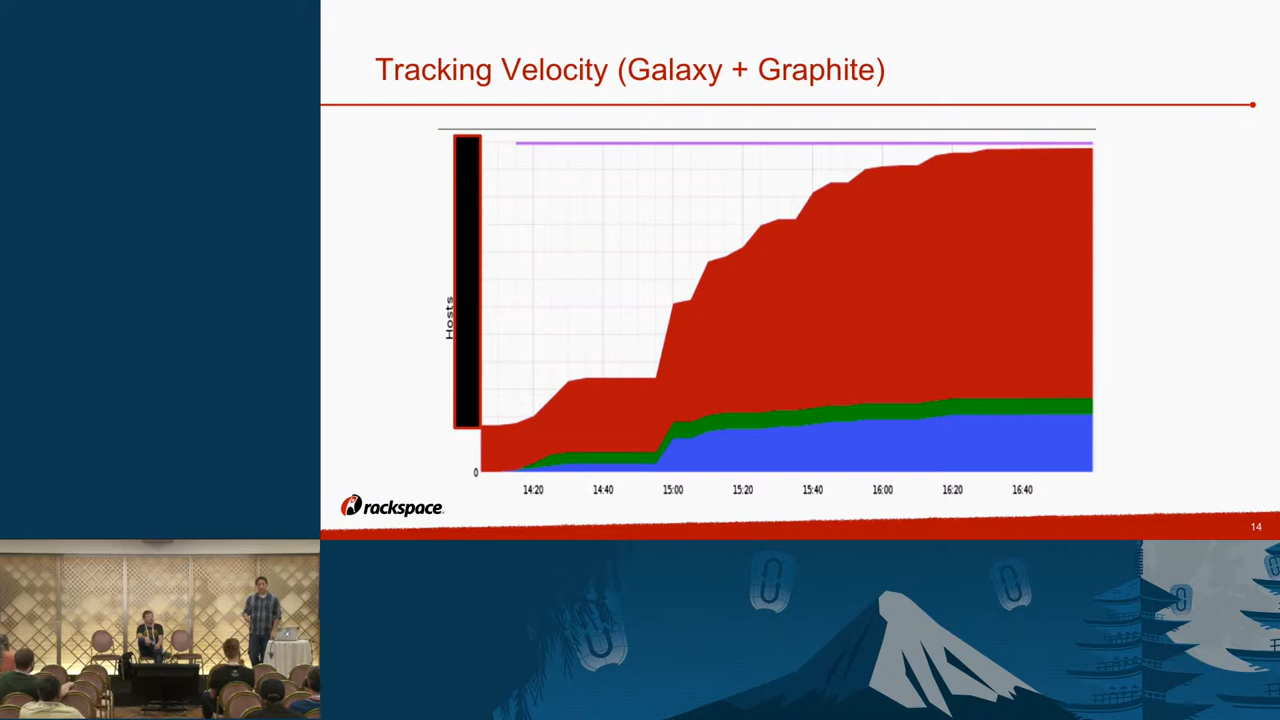 Tracking Velocity (Galaxy + Graphite)
Hosts
0
14:20 14:40 15:00 15:20 15:40 16:00 16:20 16:40
rackspace
14